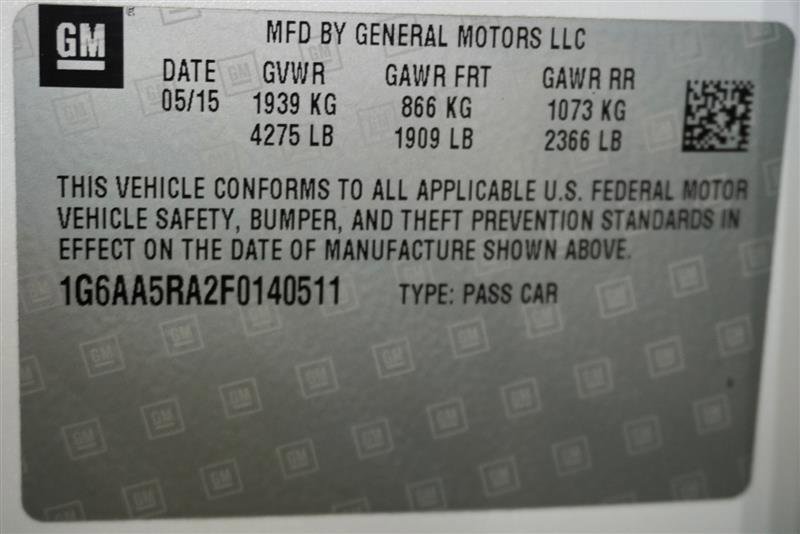 GM
MFD BY GENERAL MOTORS LLC
DATE GVWR GAWR FRT GAWR RR
05/15 1939 KG 866 KG 1073 KG
4275 LB 1909 LB 2366 LB
THIS VEHICLE CONFORMS TO ALL APPLICABLE U.S. FEDERAL MOTOR
VEHICLE SAFETY, BUMPER, AND THEFT PREVENTION STANDARDS IN
EFFECT ON THE DATE OF MANUFACTURE SHOWN ABOVE.
1G6AA5RA2F0140511 TYPE: PASS CAR